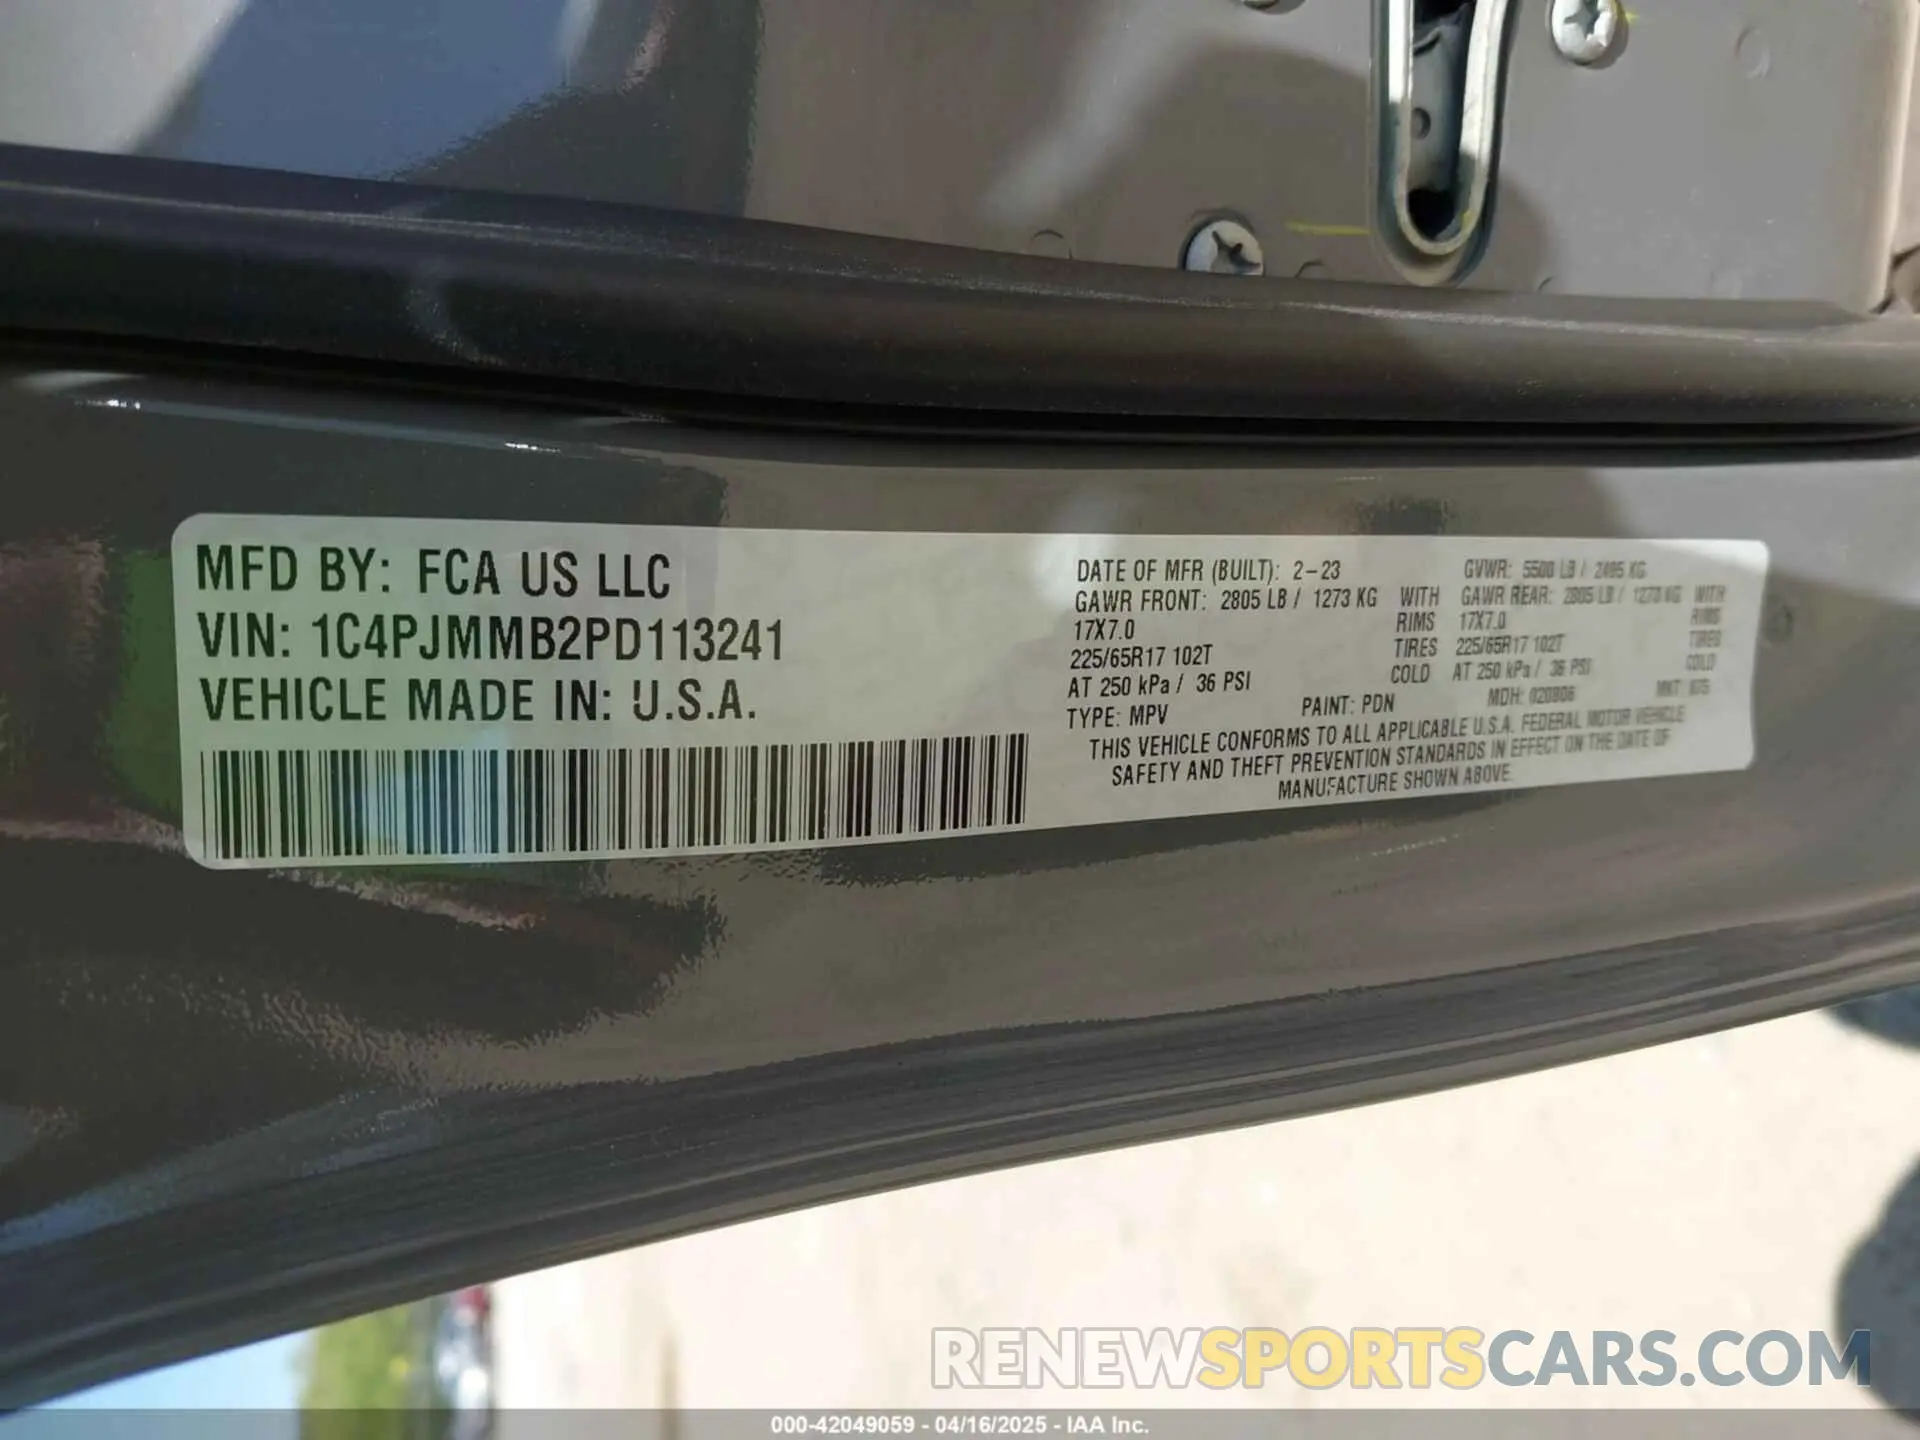 MFD BY: FCA US LLC
VIN: 1C4PJMMB2PD113241
VEHICLE MADE IN: U.S.A.
DATE OF MFR (BUILT): 2-23 GVWR: 5500 LB / 2495 KG
GAWR FRONT: 2805 LB / 1273 KG WITH GAWR REAR: 2805 LB / 1273 KG WITH
17X7.0 RIMS 17X7.0 RIMS
225/65R17 102T TIRES 225/65R17 102T TIRES
AT 250 kPa / 36 PSI COLD AT 250 kPa / 36 PSI COLD
TYPE: MPV PAINT: PDN MDH: MKT:
THIS VEHICLE CONFORMS TO ALL APPLICABLE U.S.A. FEDERAL MOTOR VEHICLE
SAFETY AND THEFT PREVENTION STANDARDS IN EFFECT ON THE DATE OF
MANUFACTURE SHOWN ABOVE.
RENEWSPORTSCARS.COM
000-42049059 - 04/16/2025 - IAA Inc.